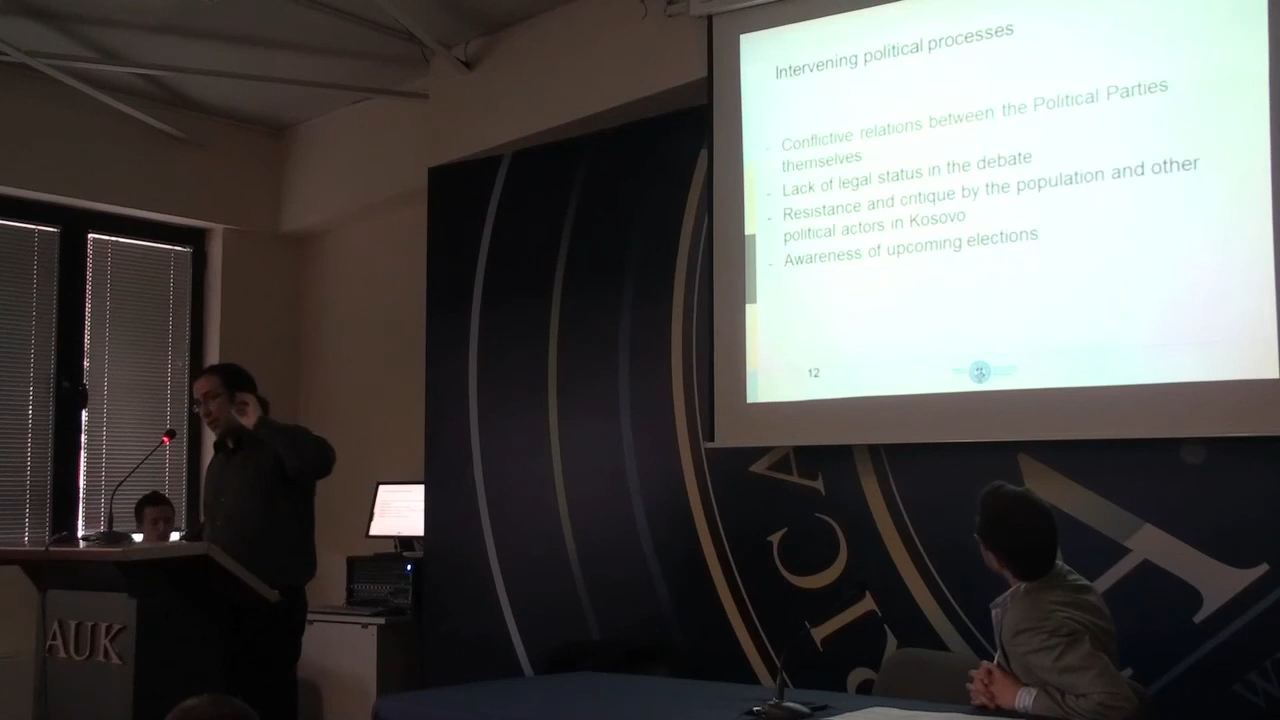 Intervening political processes
- Conflictive relations between the Political Parties
themselves
- Lack of legal status in the debate
- Resistance and critique by the population and other
political actors in Kosovo
- Awareness of upcoming elections
12
AUK
RICA
A